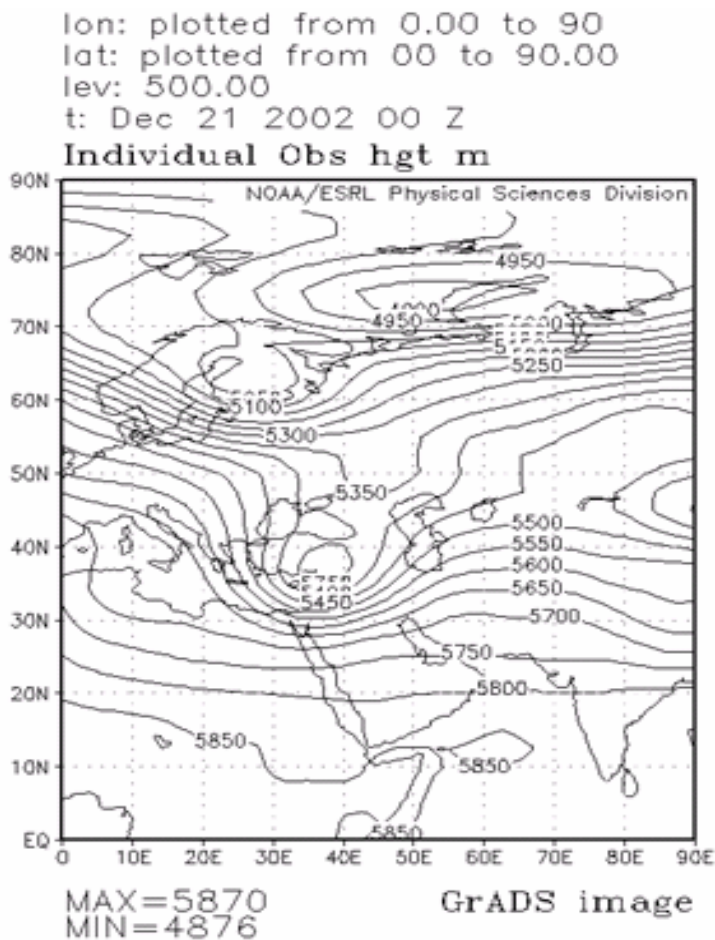 lon: plotted from 0.00 to 90
lat: plotted from 00 to 90.00
lev: 500.00
t: Dec 21 2002 00 Z
Individual Obs hgt m
NOAA/ESRL Physical Sciences Division
90N
80N
4950
4950
70N
5250
60N
5100
5300
50N
5350
5500
40N
5550
5600
5450
5650
30N
5700
5750
20N
5800
5850
10N
5850
5850
EQ
0 10E 20E 30E 40E 50E 60E 70E 80E 90E
MAX=5870
GrADS image
MIN=4876